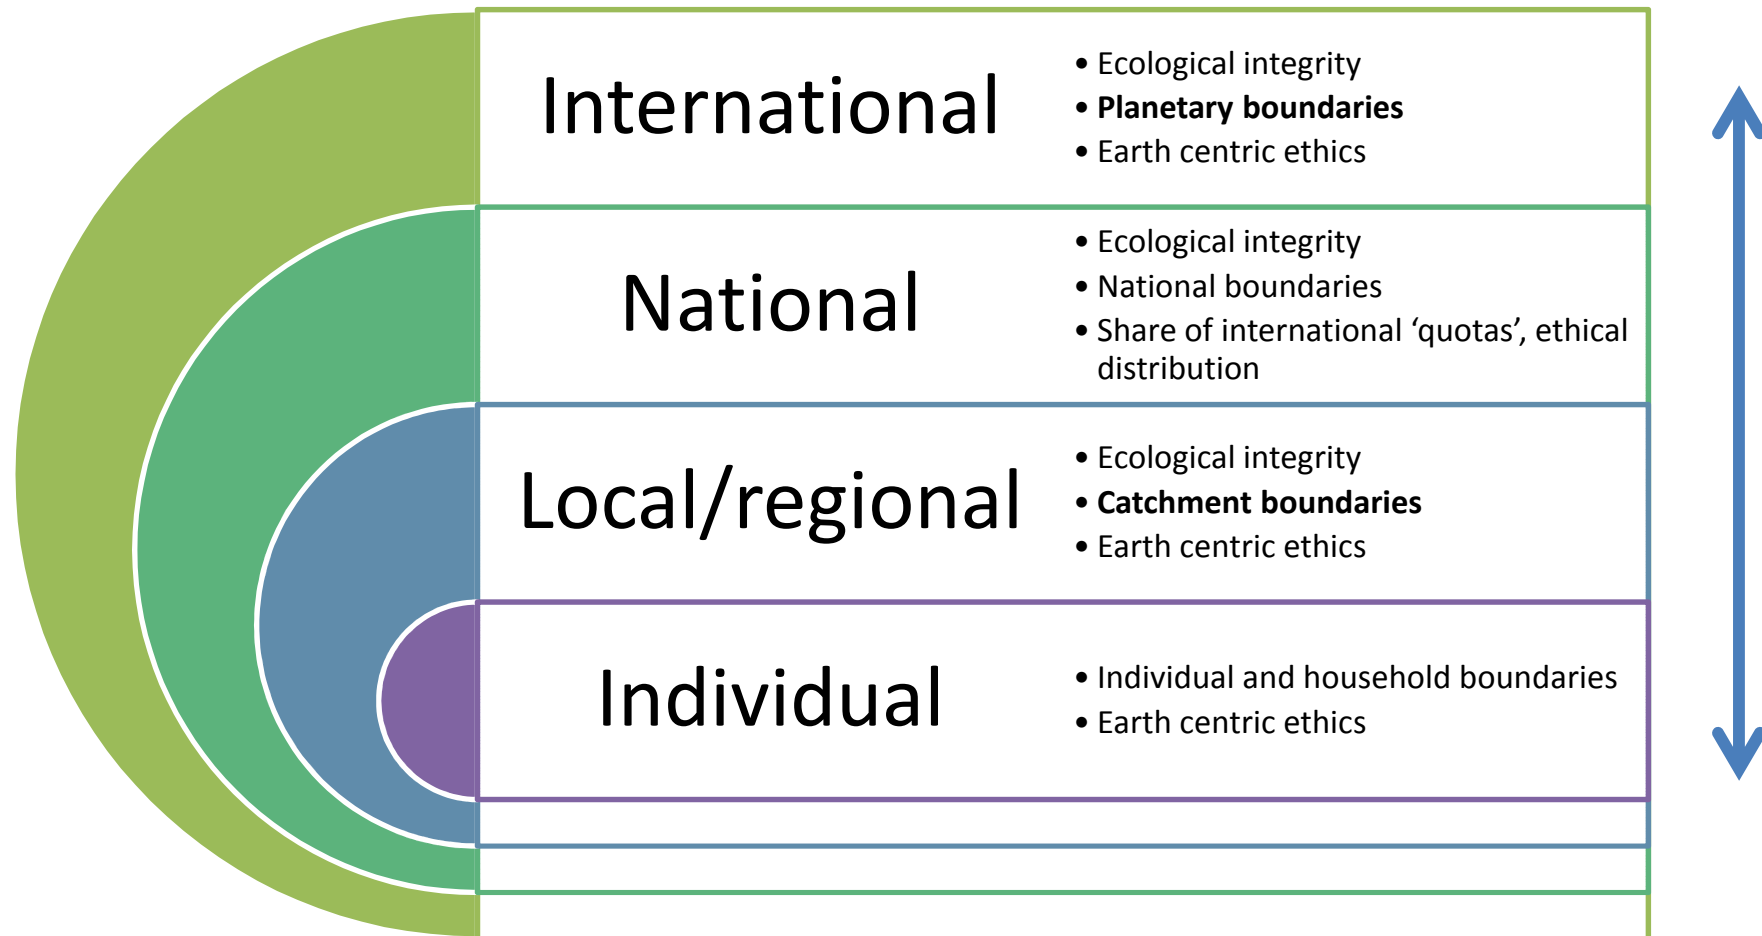 International
• Ecological integrity
• Planetary boundaries
• Earth centric ethics
National
• Ecological integrity
• National boundaries
• Share of international ‘quotas’, ethical
distribution
Local/regional
• Ecological integrity
• Catchment boundaries
• Earth centric ethics
Individual
• Individual and household boundaries
• Earth centric ethics